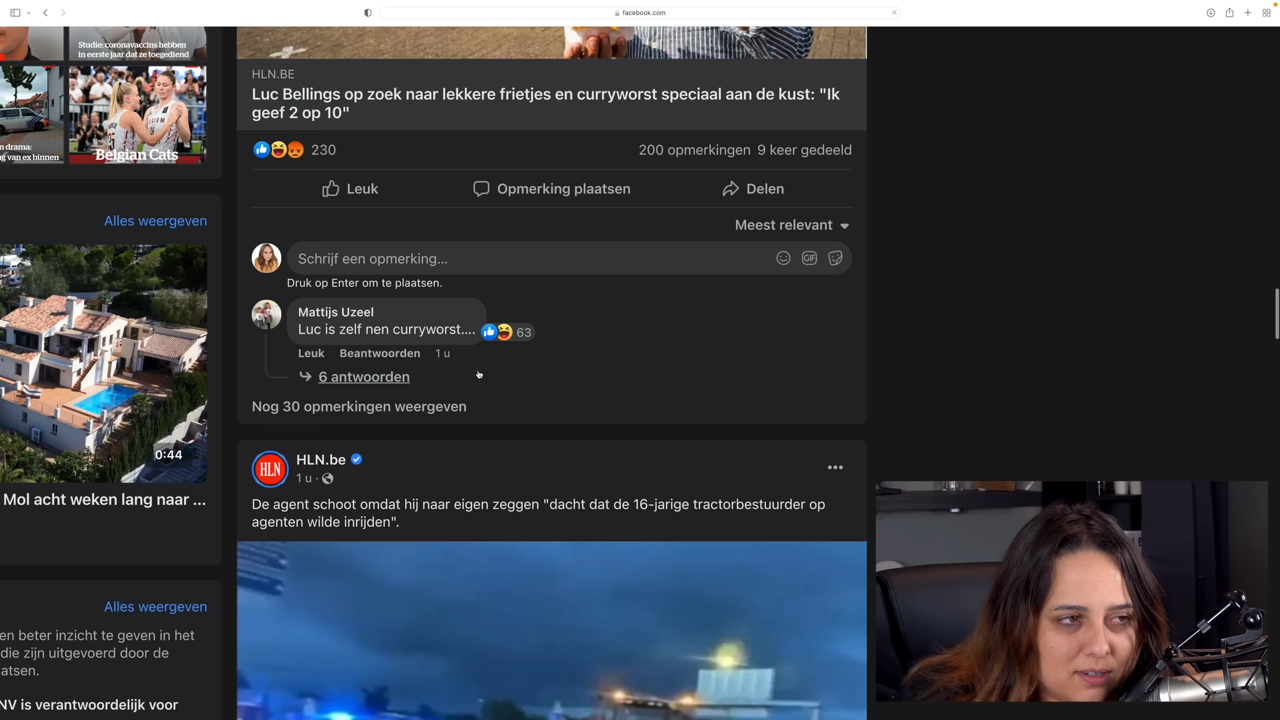 facebook.com
Studie: coronavaccins hebben
in eerste jaar dat ze toegediend
n drama:
g van ex binnen
Belgian Cats
Alles weergeven
0:44
Mol acht weken lang naar ...
Alles weergeven
en beter inzicht te geven in het
die zijn uitgevoerd door de
atsen.
NV is verantwoordelijk voor
HLN.BE
Luc Bellings op zoek naar lekkere frietjes en curryworst speciaal aan de kust: "Ik
geef 2 op 10"
230
200 opmerkingen 9 keer gedeeld
Leuk
Opmerking plaatsen
Delen
Meest relevant
Schrijf een opmerking...
GIF
Druk op Enter om te plaatsen.
Mattijs Uzeel
Luc is zelf nen curryworst....
63
Leuk Beantwoorden 1 u
6 antwoorden
Nog 30 opmerkingen weergeven
HLN
HLN.be
1 u ·
De agent schoot omdat hij naar eigen zeggen "dacht dat de 16-jarige tractorbestuurder op
agenten wilde inrijden".